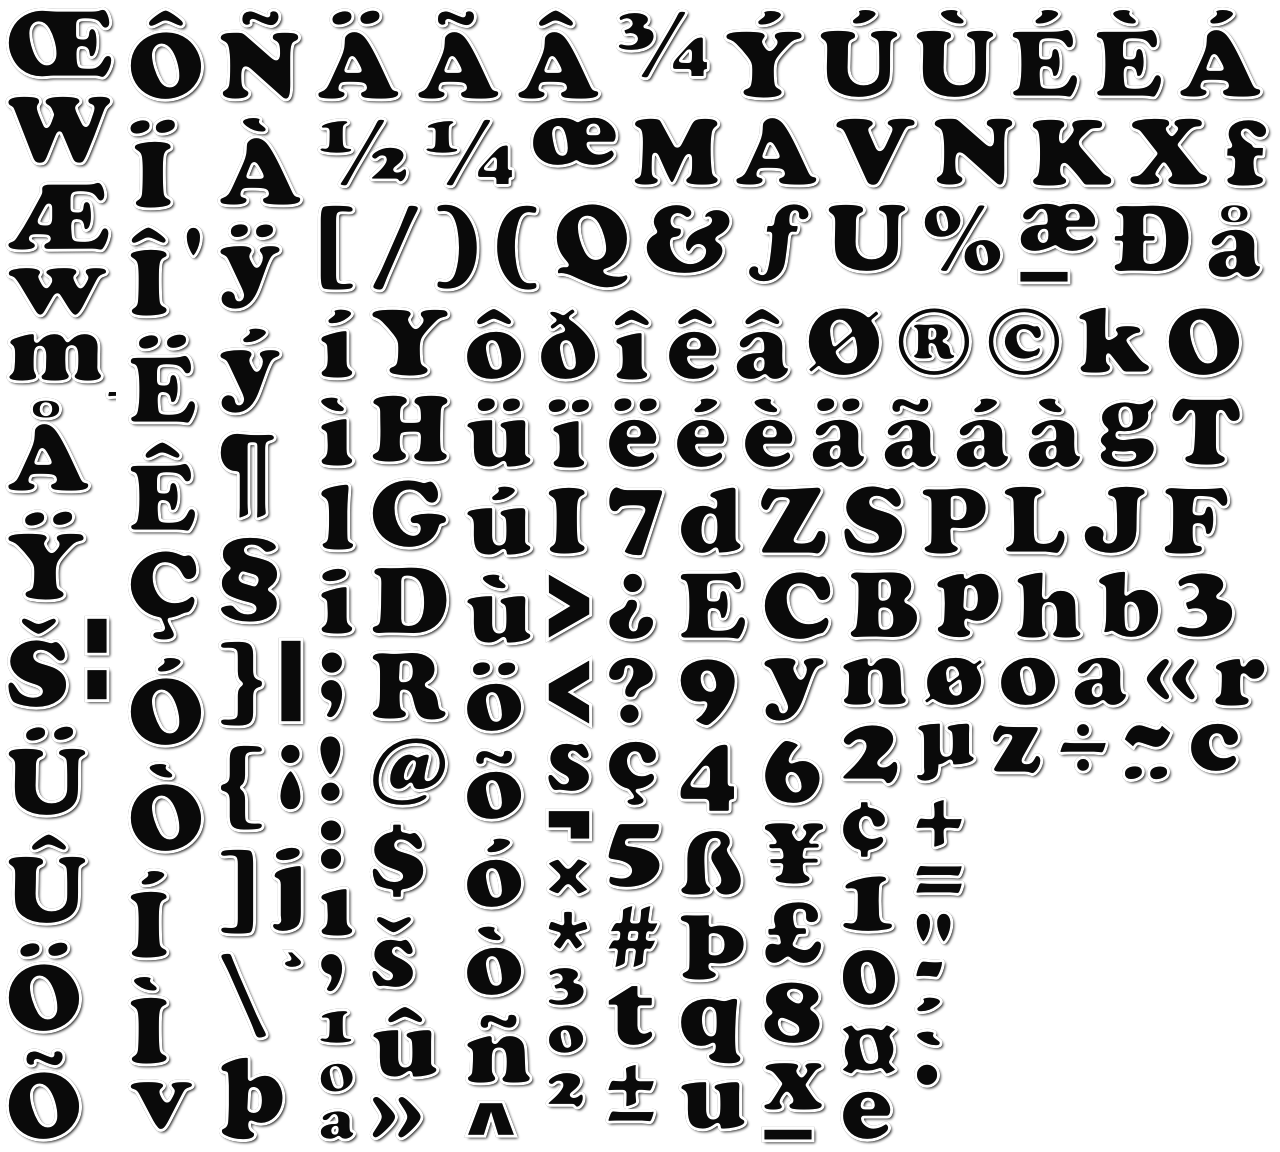 Œ Ô Ñ Ä Ã Â ¾ Ý Ú Ù É È Á
W Ï À ½ ¼ œ M A V N K X £
Æ Î ' ÿ [ / ) ( Q & ƒ U % æ Ð å
w _
m Ë ý í Y ô ð î ê â Ø ® © k O
Å Ê ¶ ì H ü ï ë é è ä ã á à g T
Ÿ Ç § l G ú I 7 d Z S P L J F
Š ¦ i D ù > ¿ E C B p h b 3
Ü Ó } | ; R ö < ? 9 y n ø o a « r
Û Ò { ¡ ! @ õ s ç 4 6 2 µ z ÷ ~ ¨ c
Ö Í ] j : $ ó ¬ × 5 ß ¥ ¢ +
Õ Ì \ ¸ ı š ò * # þ £ 1 = "
v Þ , ¹ û ñ ³ º t q 8 0 - ´
º ª » ^ ² ± u x _ ¤ e ` .